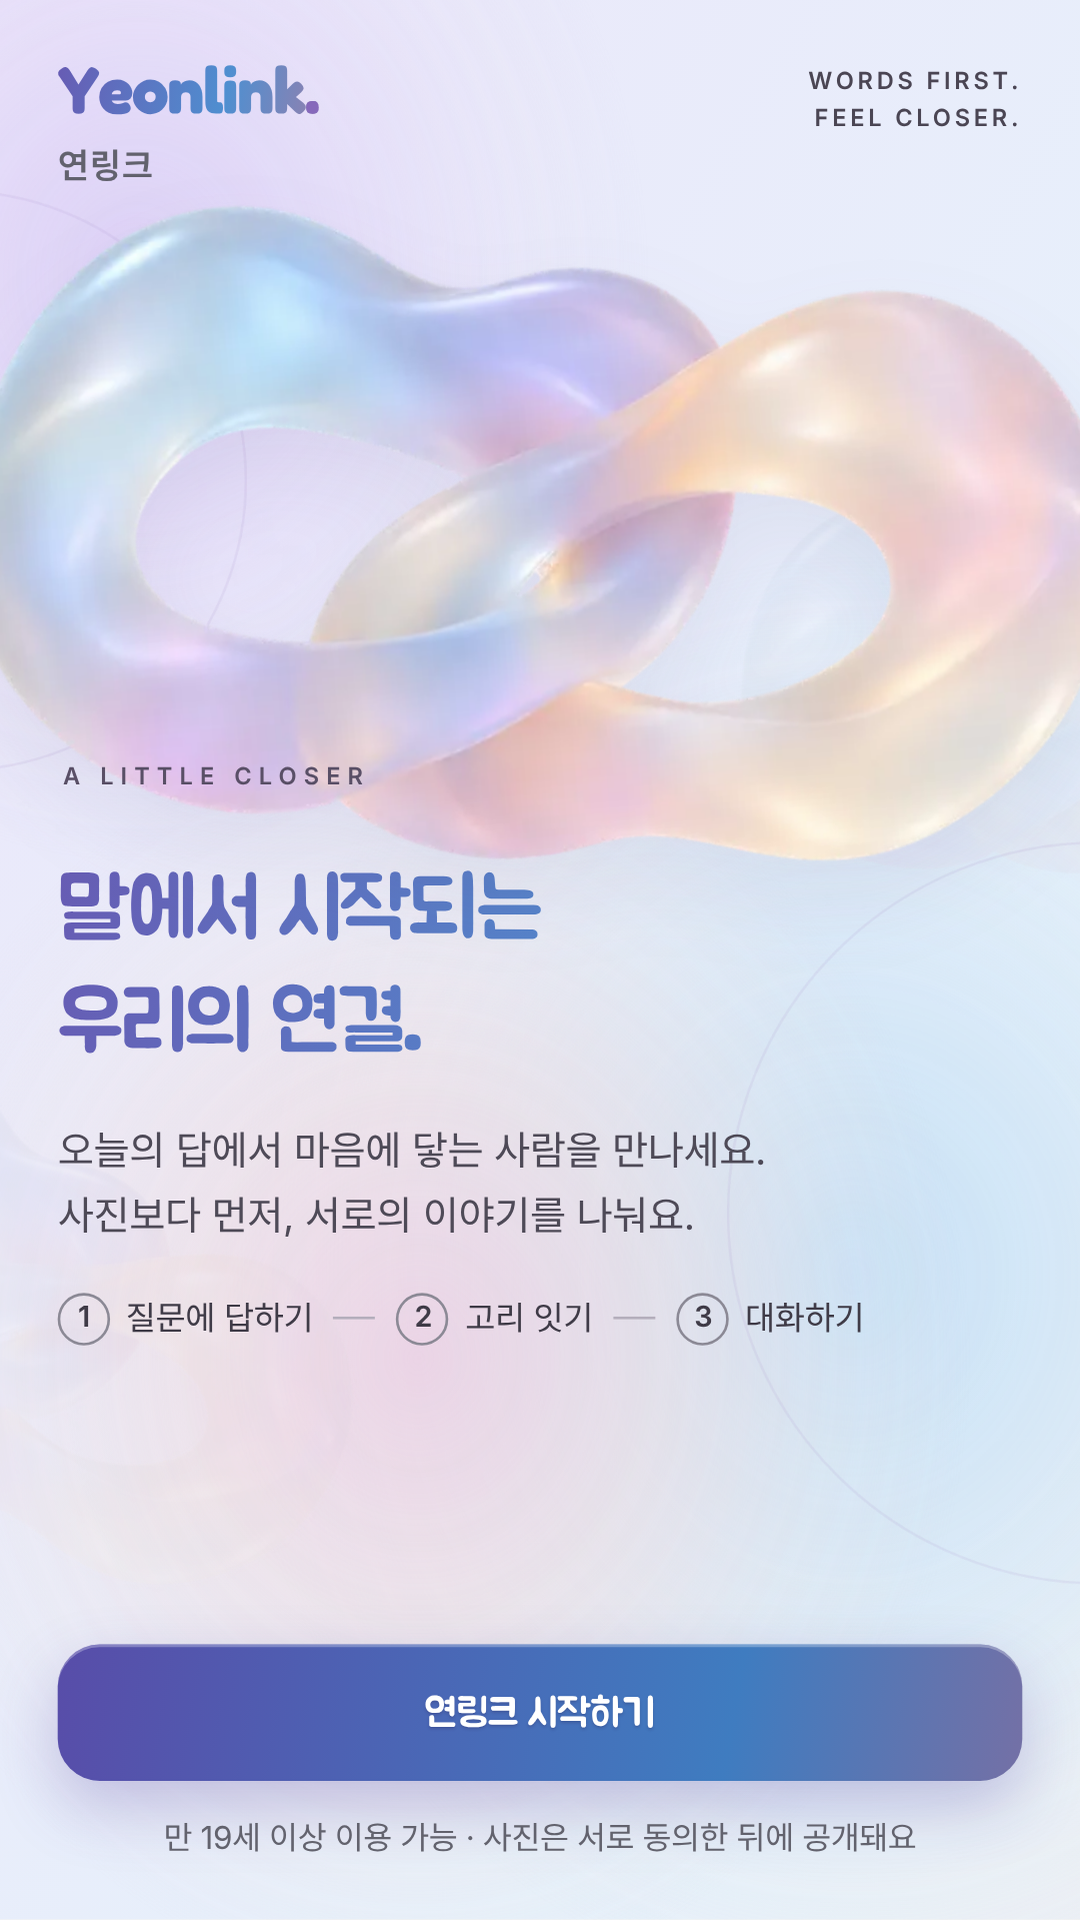 Yeonlink.
연링크
WORDS FIRST.
FEEL CLOSER.
A LITTLE CLOSER
말에서 시작되는
우리의 연결.
오늘의 답에서 마음에 닿는 사람을 만나세요.
사진보다 먼저, 서로의 이야기를 나눠요.
1 질문에 답하기 — 2 고리 잇기 — 3 대화하기
연링크 시작하기
만 19세 이상 이용 가능 · 사진은 서로 동의한 뒤에 공개돼요